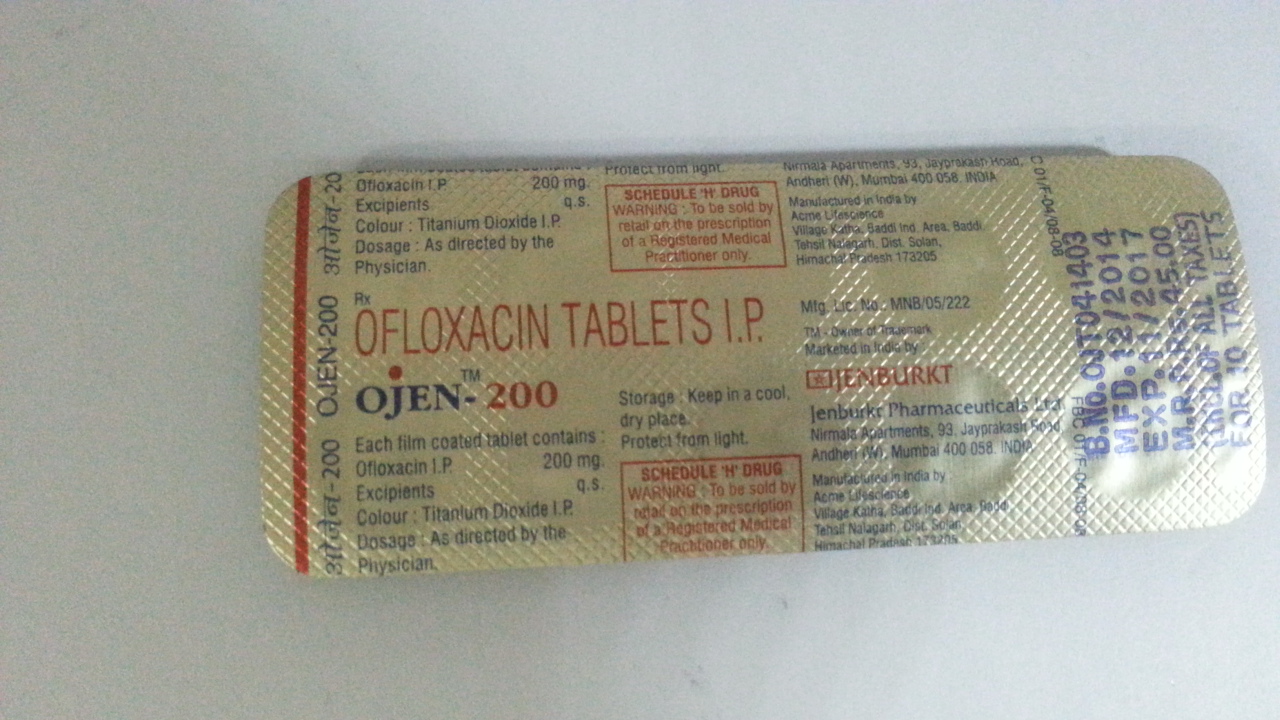 ओजेन-200 OJEN-200 ओजेन-20
Ofloxacin I.P. 200 mg.
Excipients q.s.
Colour : Titanium Dioxide I.P.
Dosage : As directed by the
Physician.
Protect from light.
SCHEDULE 'H' DRUG
WARNING : To be sold by
retail on the prescription
of a Registered Medical
Practitioner only.
Nirmala Apartments, 93, Jayprakash Road,
Andheri (W), Mumbai 400 058. INDIA
Manufactured in India by
Acme Lifescience
Village Katha, Baddi Ind. Area, Baddi
Tehsil Nalagarh, Dist. Solan,
Himachal Pradesh 173205
Rx
OFLOXACIN TABLETS I.P.
OJEN-™ 200
Each film coated tablet contains :
Ofloxacin I.P. 200 mg.
Excipients q.s.
Colour : Titanium Dioxide I.P.
Dosage : As directed by the
Physician.
Storage : Keep in a cool,
dry place.
Protect from light.
SCHEDULE 'H' DRUG
WARNING : To be sold by
retail on the prescription
of a Registered Medical
Practitioner only.
Mfg. Lic. No.: MNB/05/222
TM - Owner of Trademark
Marketed in India by :
JENBURKT
Jenburkt Pharmaceuticals Ltd.
Nirmala Apartments, 93, Jayprakash Road,
Andheri (W), Mumbai 400 058. INDIA
Manufactured in India by
Acme Lifescience
Village Katha, Baddi Ind. Area, Baddi
Tehsil Nalagarh, Dist. Solan,
Himachal Pradesh 173205
B.NO.OJT041403
MFD.12/2014
EXP.11/2017
M.R.P.RS.45.00
(INCL.OF ALL TAXES)
FOR 10 TABLETS